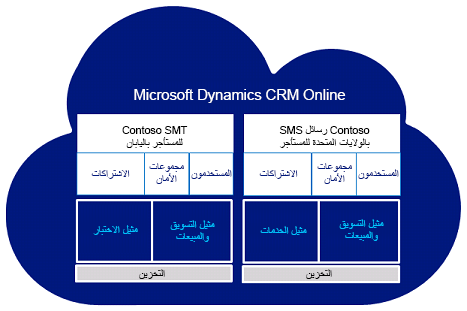 Microsoft Dynamics CRM Online
Contoso رسائل SMS
بالولايات المتحدة للمستأجر
المستخدمون
مجموعات
الأمان
الاشتراكات
مثيل التسويق
والمبيعات
مثيل الخدمات
التخزين
Contoso SMT
للمستأجر باليابان
المستخدمون
مجموعات
الأمان
الاشتراكات
مثيل التسويق
والمبيعات
مثيل الاختبار
التخزين